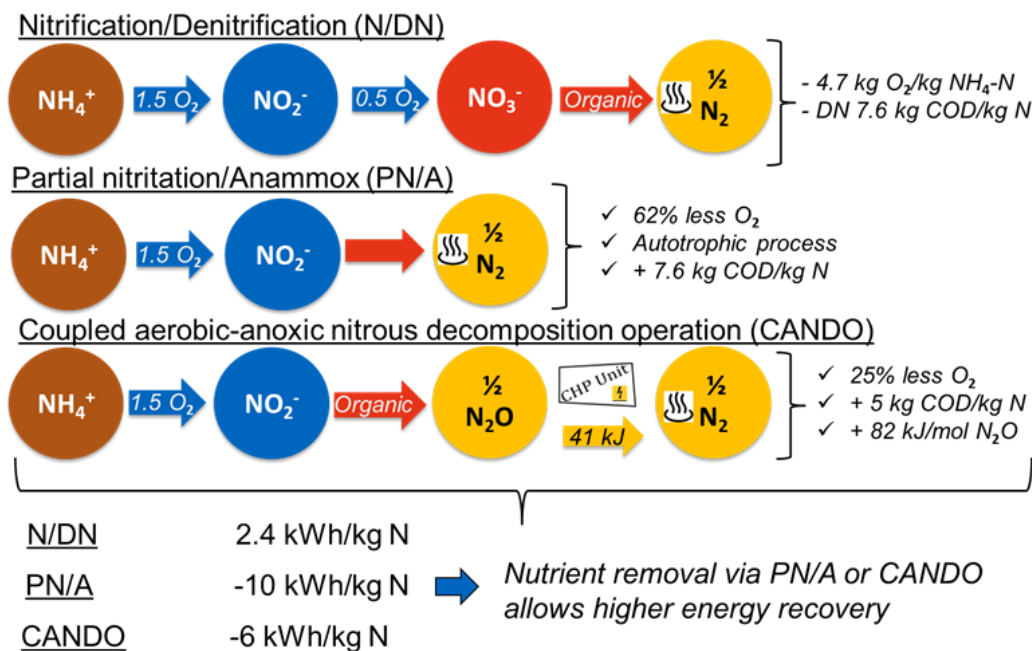 Nitrification/Denitrification (N/DN)
NH₄⁺ 1.5 O₂ NO₂⁻ 0.5 O₂ NO₃⁻ Organic ½ N₂
- 4.7 kg O₂/kg NH₄-N
- DN 7.6 kg COD/kg N
Partial nitritation/Anammox (PN/A)
NH₄⁺ 1.5 O₂ NO₂⁻ ½ N₂
✓ 62% less O₂
✓ Autotrophic process
✓ + 7.6 kg COD/kg N
Coupled aerobic-anoxic nitrous decomposition operation (CANDO)
NH₄⁺ 1.5 O₂ NO₂⁻ Organic ½ N₂O CHP Unit 41 kJ ½ N₂
✓ 25% less O₂
✓ + 5 kg COD/kg N
✓ + 82 kJ/mol N₂O
N/DN 2.4 kWh/kg N
PN/A -10 kWh/kg N
CANDO -6 kWh/kg N
Nutrient removal via PN/A or CANDO
allows higher energy recovery